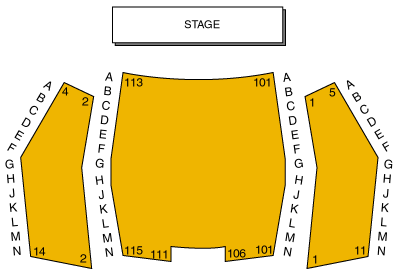 STAGE
A A A A
113 101
B 4 2 B B 1 5 B
C C C C
D D D D
E E E E
F F F F
G G G G
H H H H
J J J J
K K K K
L L L L
M M M M
N 14 2 N 115 111 106 101 N 1 11 N